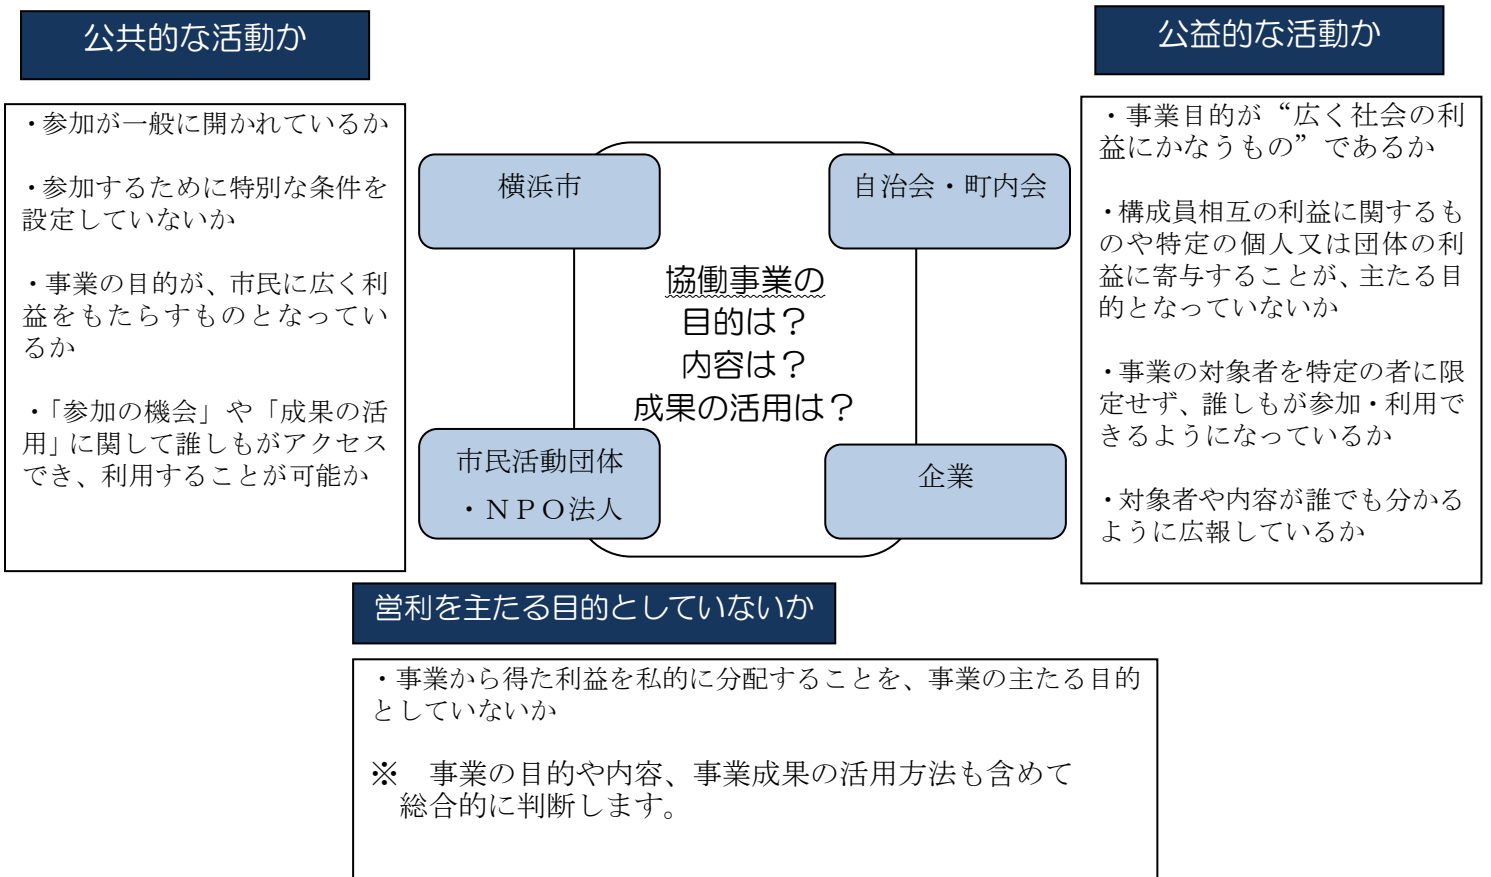 公共的な活動か
・参加が一般に開かれているか
・参加するために特別な条件を
設定していないか
・事業の目的が、市民に広く利
益をもたらすものとなってい
るか
・「参加の機会」や「成果の活
用」に関して誰しもがアクセス
でき、利用することが可能か
横浜市
自治会・町内会
協働事業の
目的は？
内容は？
成果の活用は？
市民活動団体
・ＮＰＯ法人
企業
公益的な活動か
・事業目的が“広く社会の利
益にかなうもの”であるか
・構成員相互の利益に関するも
のや特定の個人又は団体の利
益に寄与することが、主たる目
的となっていないか
・事業の対象者を特定の者に限
定せず、誰しもが参加・利用で
きるようになっているか
・対象者や内容が誰でも分かる
ように広報しているか
営利を主たる目的としていないか
・事業から得た利益を私的に分配することを、事業の主たる目的
としていないか
※　事業の目的や内容、事業成果の活用方法も含めて
総合的に判断します。